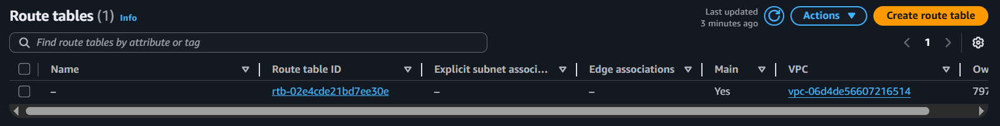 Route tables (1) Info
Last updated
3 minutes ago
Actions
Create route table
Find route tables by attribute or tag
1
Name Route table ID Explicit subnet associ... Edge associations Main VPC Ow
– rtb-02e4cde21bd7ee30e – – Yes vpc-06d4de56607216514 797